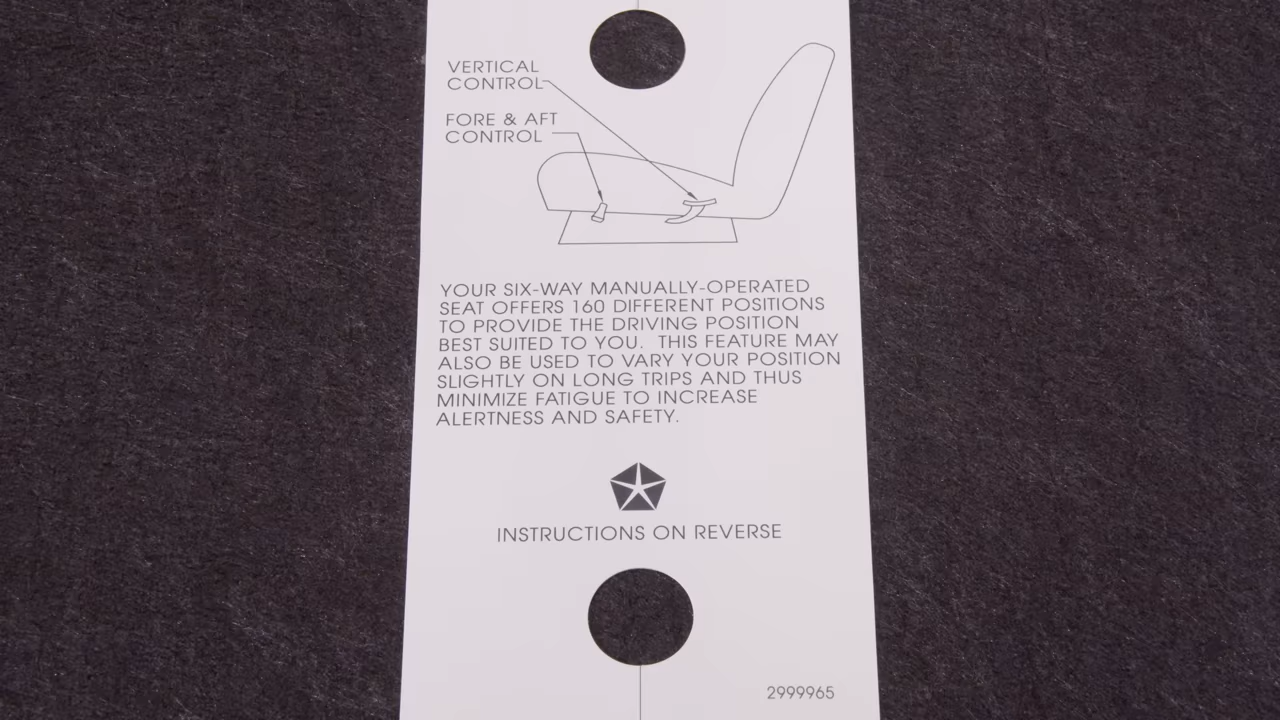 VERTICAL
CONTROL
FORE & AFT
CONTROL
YOUR SIX-WAY MANUALLY-OPERATED
SEAT OFFERS 160 DIFFERENT POSITIONS
TO PROVIDE THE DRIVING POSITION
BEST SUITED TO YOU.  THIS FEATURE MAY
ALSO BE USED TO VARY YOUR POSITION
SLIGHTLY ON LONG TRIPS AND THUS
MINIMIZE FATIGUE TO INCREASE
ALERTNESS AND SAFETY.
INSTRUCTIONS ON REVERSE
2999965